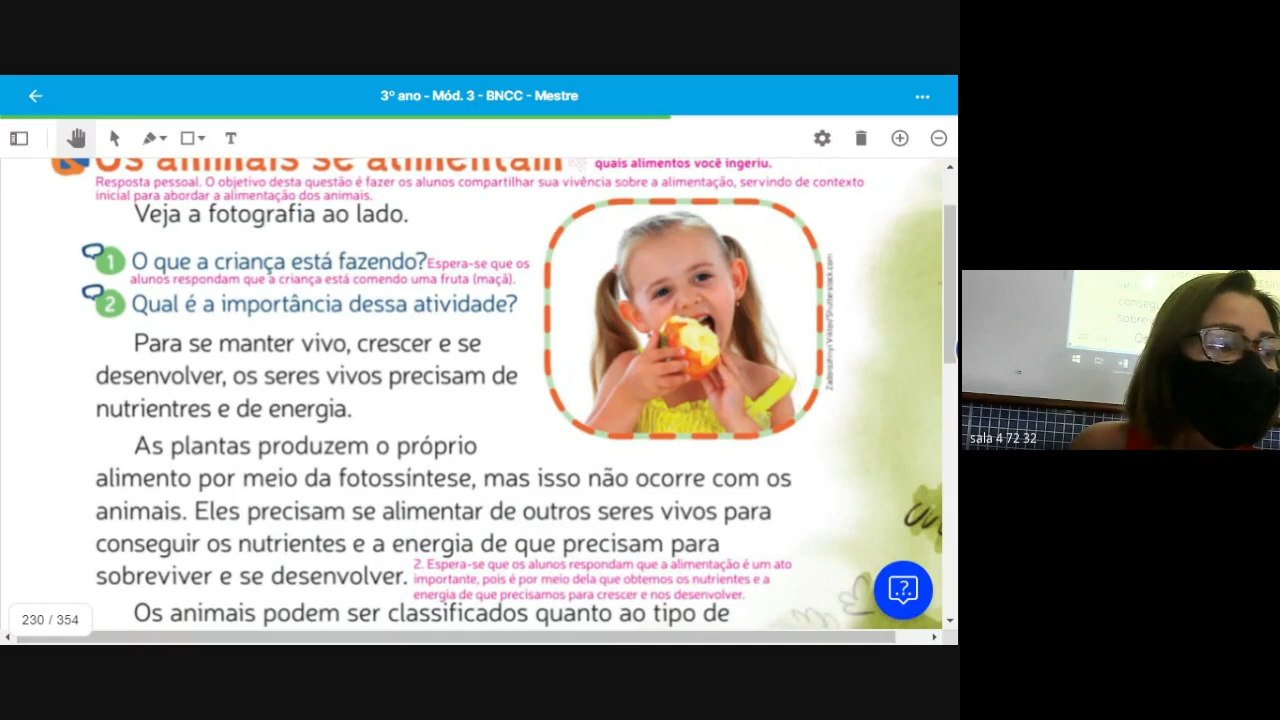 3º ano - Mód. 3 - BNCC - Mestre
T
Os animais se alimentam
quais alimentos você ingeriu.
Resposta pessoal. O objetivo desta questão é fazer os alunos compartilhar sua vivência sobre a alimentação, servindo de contexto
inicial para abordar a alimentação dos animais.
Veja a fotografia ao lado.
1 O que a criança está fazendo? Espera-se que os
alunos respondam que a criança está comendo uma fruta (maçã).
2 Qual é a importância dessa atividade?
Para se manter vivo, crescer e se
desenvolver, os seres vivos precisam de
nutrientres e de energia.
As plantas produzem o próprio
alimento por meio da fotossíntese, mas isso não ocorre com os
animais. Eles precisam se alimentar de outros seres vivos para
conseguir os nutrientes e a energia de que precisam para
sobreviver e se desenvolver.
2. Espera-se que os alunos respondam que a alimentação é um ato
importante, pois é por meio dela que obtemos os nutrientes e a
energia de que precisamos para crescer e nos desenvolver.
Os animais podem ser classificados quanto ao tipo de
230 / 354
sala 4 72 32